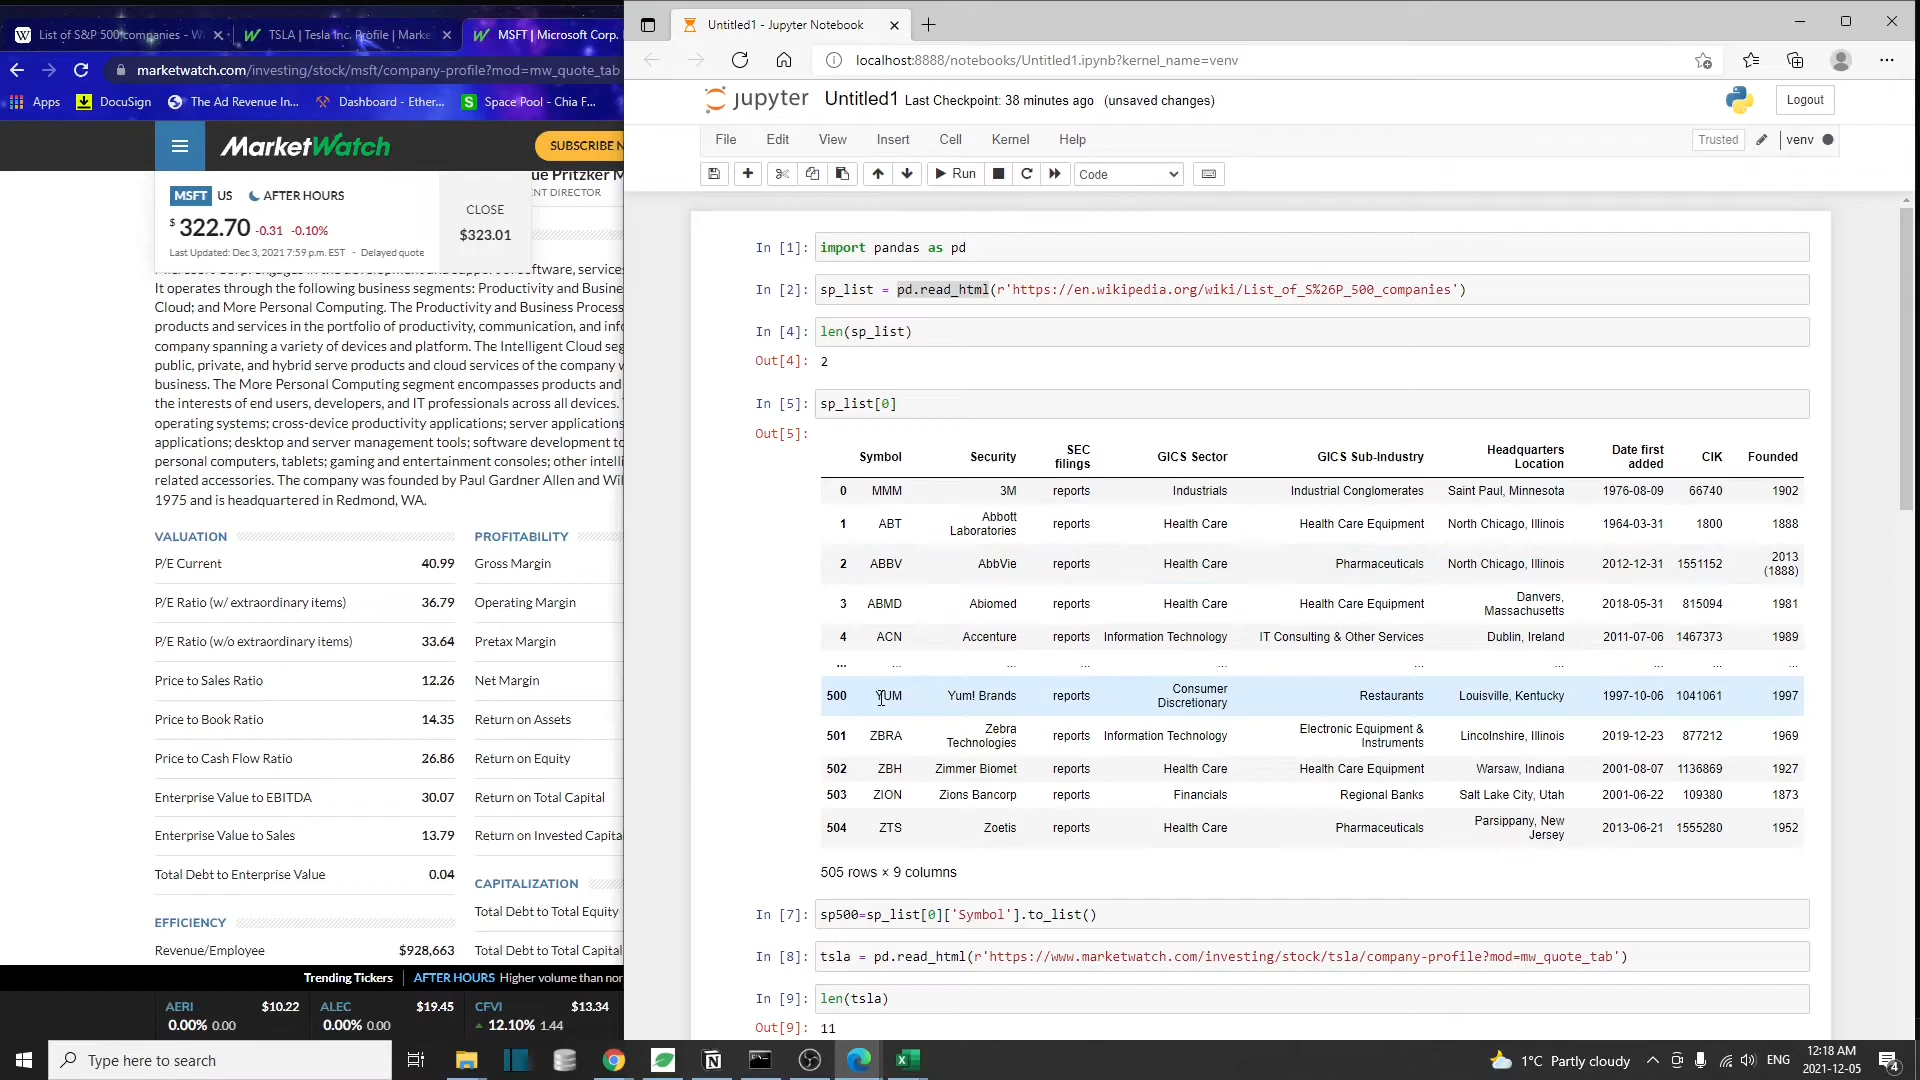 List of S&P 500 companies - W
TSLA | Tesla Inc. Profile | Marke
MSFT | Microsoft Corp.
marketwatch.com/investing/stock/msft/company-profile?mod=mw_quote_tab
Apps
DocuSign
The Ad Revenue In...
Dashboard - Ether...
Space Pool - Chia F...
MarketWatch
SUBSCRIBE N
ue Pritzker M
NT DIRECTOR
MSFT US AFTER HOURS
$ 322.70 -0.31 -0.10%
Last Updated: Dec 3, 2021 7:59 p.m. EST - Delayed quote
CLOSE
$323.01
ftware, service
It operates through the following business segments: Productivity and Busine
Cloud; and More Personal Computing. The Productivity and Business Process
products and services in the portfolio of productivity, communication, and info
company spanning a variety of devices and platform. The Intelligent Cloud seg
public, private, and hybrid serve products and cloud services of the company w
business. The More Personal Computing segment encompasses products and
the interests of end users, developers, and IT professionals across all devices.
operating systems; cross-device productivity applications; server applications
applications; desktop and server management tools; software development to
personal computers, tablets; gaming and entertainment consoles; other intelli
related accessories. The company was founded by Paul Gardner Allen and Wil
1975 and is headquartered in Redmond, WA.
VALUATION
P/E Current 40.99
P/E Ratio (w/ extraordinary items) 36.79
P/E Ratio (w/o extraordinary items) 33.64
Price to Sales Ratio 12.26
Price to Book Ratio 14.35
Price to Cash Flow Ratio 26.86
Enterprise Value to EBITDA 30.07
Enterprise Value to Sales 13.79
Total Debt to Enterprise Value 0.04
EFFICIENCY
Revenue/Employee $928,663
PROFITABILITY
Gross Margin
Operating Margin
Pretax Margin
Net Margin
Return on Assets
Return on Equity
Return on Total Capital
Return on Invested Capita
CAPITALIZATION
Total Debt to Total Equity
Total Debt to Total Capital
Trending Tickers | AFTER HOURS Higher volume than nor
AERI $10.22
0.00% 0.00
ALEC $19.45
0.00% 0.00
CFVI $13.34
12.10% 1.44
Untitled1 - Jupyter Notebook
localhost:8888/notebooks/Untitled1.ipynb?kernel_name=venv
jupyter Untitled1 Last Checkpoint: 38 minutes ago (unsaved changes)
Logout
File Edit View Insert Cell Kernel Help
Trusted
venv
Run
Code
In [1]: import pandas as pd
In [2]: sp_list = pd.read_html(r'https://en.wikipedia.org/wiki/List_of_S%26P_500_companies')
In [4]: len(sp_list)
Out[4]: 2
In [5]: sp_list[0]
Out[5]:
Symbol Security SEC filings GICS Sector GICS Sub-Industry Headquarters Location Date first added CIK Founded
0 MMM 3M reports Industrials Industrial Conglomerates Saint Paul, Minnesota 1976-08-09 66740 1902
1 ABT Abbott Laboratories reports Health Care Health Care Equipment North Chicago, Illinois 1964-03-31 1800 1888
2 ABBV AbbVie reports Health Care Pharmaceuticals North Chicago, Illinois 2012-12-31 1551152 2013 (1888)
3 ABMD Abiomed reports Health Care Health Care Equipment Danvers, Massachusetts 2018-05-31 815094 1981
4 ACN Accenture reports Information Technology IT Consulting & Other Services Dublin, Ireland 2011-07-06 1467373 1989
... ... ... ... ... ... ... ... ... ...
500 YUM Yum! Brands reports Consumer Discretionary Restaurants Louisville, Kentucky 1997-10-06 1041061 1997
501 ZBRA Zebra Technologies reports Information Technology Electronic Equipment & Instruments Lincolnshire, Illinois 2019-12-23 877212 1969
502 ZBH Zimmer Biomet reports Health Care Health Care Equipment Warsaw, Indiana 2001-08-07 1136869 1927
503 ZION Zions Bancorp reports Financials Regional Banks Salt Lake City, Utah 2001-06-22 109380 1873
504 ZTS Zoetis reports Health Care Pharmaceuticals Parsippany, New Jersey 2013-06-21 1555280 1952
505 rows × 9 columns
In [7]: sp500=sp_list[0]['Symbol'].to_list()
In [8]: tsla = pd.read_html(r'https://www.marketwatch.com/investing/stock/tsla/company-profile?mod=mw_quote_tab')
In [9]: len(tsla)
Out[9]: 11
Type here to search
1°C Partly cloudy
ENG
12:18 AM
2021-12-05
4